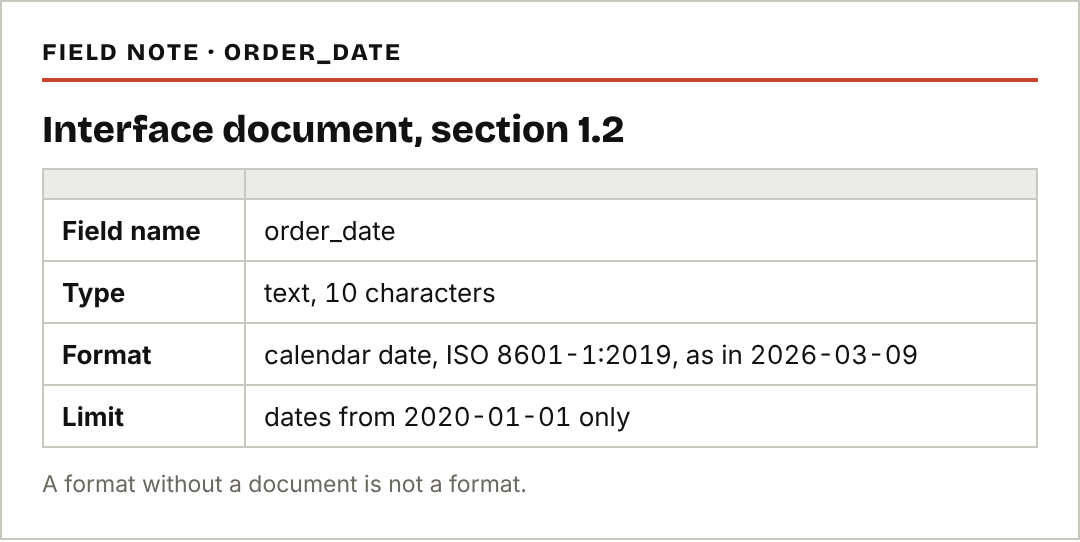 FIELD NOTE · ORDER_DATE
Interface document, section 1.2
Field name order_date
Type text, 10 characters
Format calendar date, ISO 8601-1:2019, as in 2026-03-09
Limit dates from 2020-01-01 only
A format without a document is not a format.